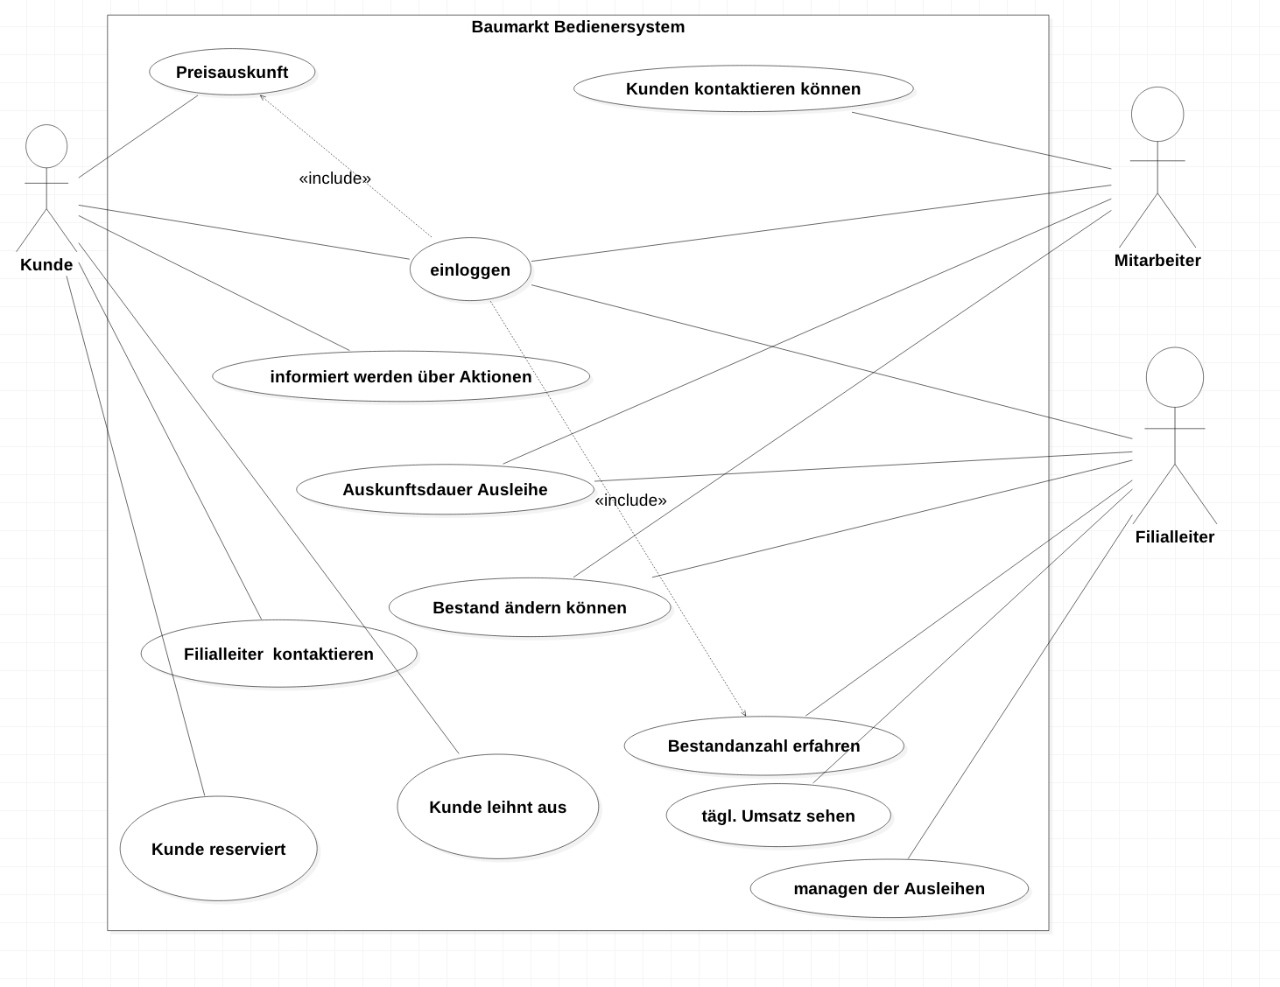 Baumarkt Bedienersystem
Preisauskunft
Kunden kontaktieren können
«include»
Kunde
einloggen
Mitarbeiter
informiert werden über Aktionen
Auskunftsdauer Ausleihe
«include»
Filialleiter
Bestand ändern können
Filialleiter  kontaktieren
Bestandanzahl erfahren
Kunde leihnt aus
tägl. Umsatz sehen
Kunde reserviert
managen der Ausleihen